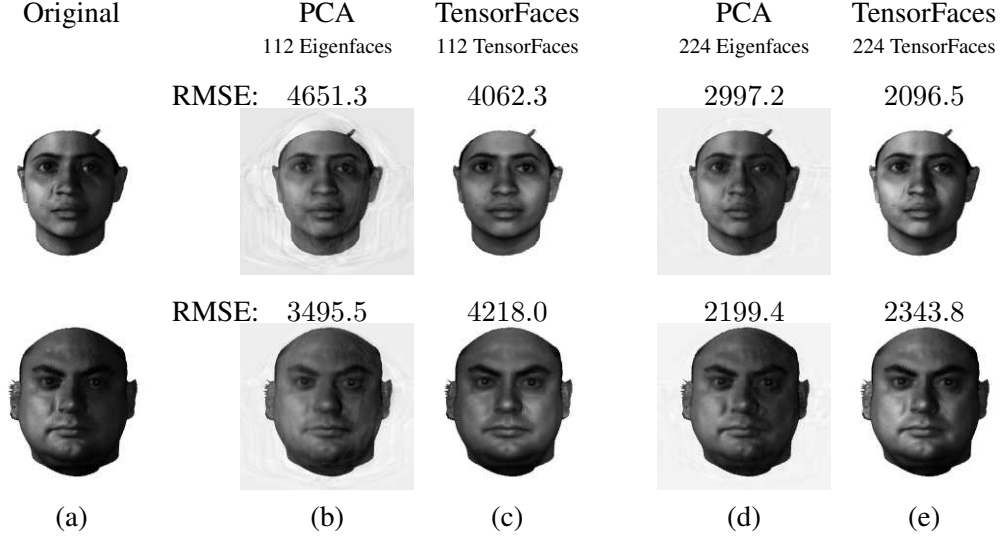 Original PCA TensorFaces PCA TensorFaces
112 Eigenfaces 112 TensorFaces 224 Eigenfaces 224 TensorFaces
RMSE: 4651.3 4062.3 2997.2 2096.5
RMSE: 3495.5 4218.0 2199.4 2343.8
(a) (b) (c) (d) (e)